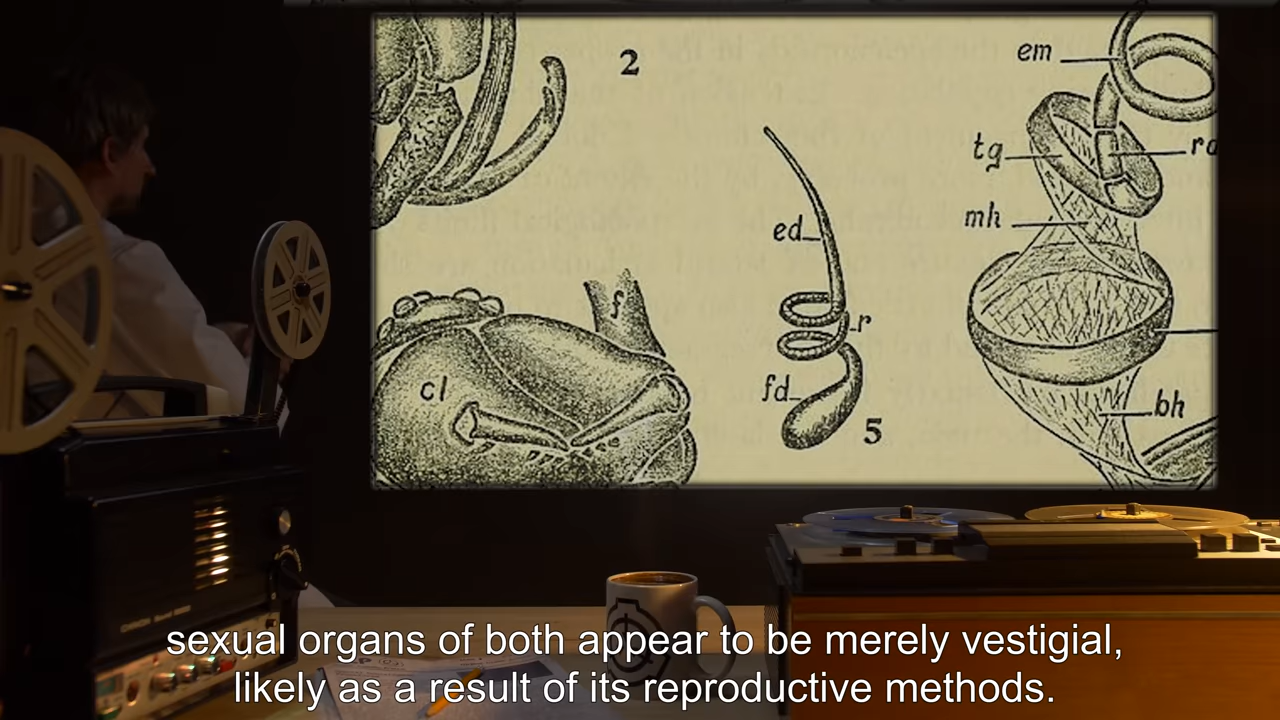 2
em
tg
mh
ed
f
r
cl
fd
bh
5
sexual organs of both appear to be merely vestigial,
likely as a result of its reproductive methods.